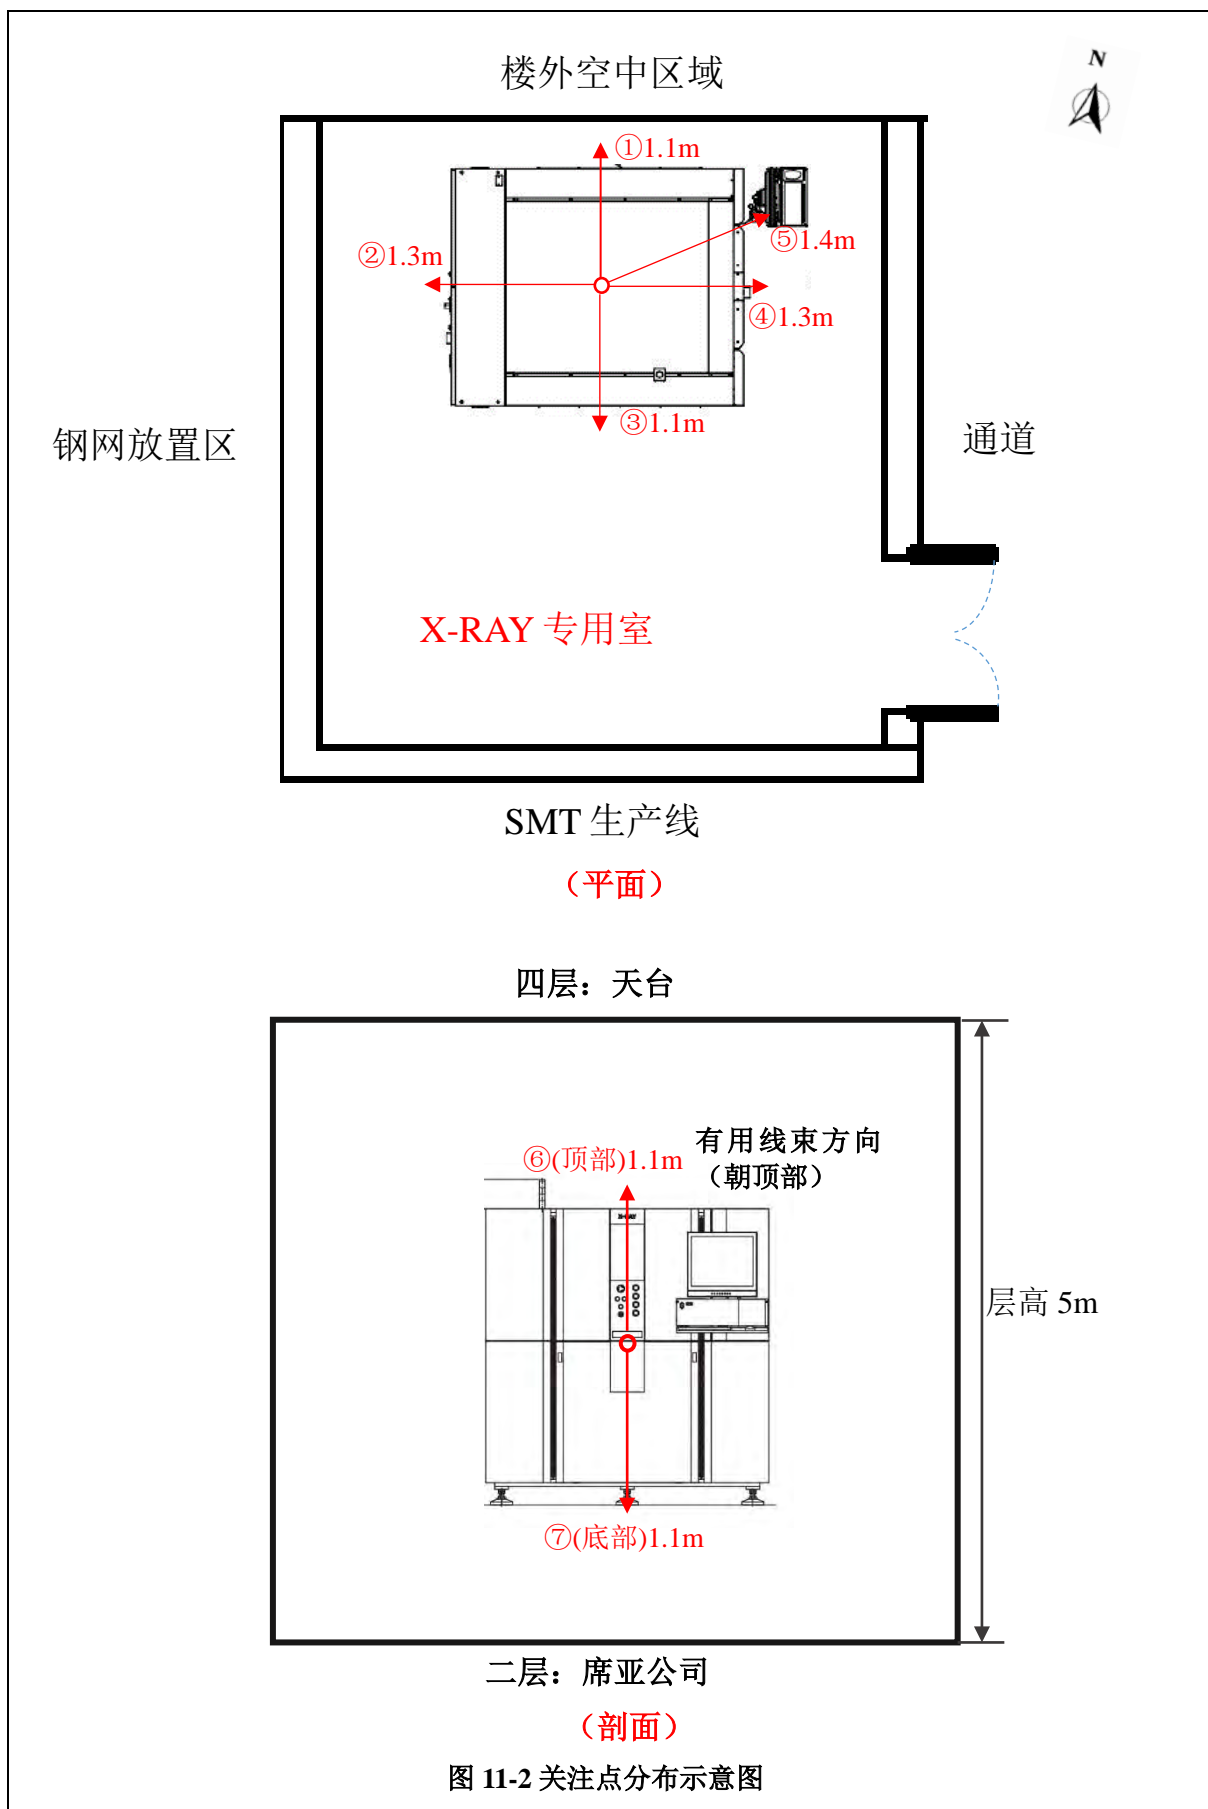 楼外空中区域
N
①1.1m
②1.3m
⑤1.4m
④1.3m
③1.1m
钢网放置区
通道
X-RAY 专用室
SMT 生产线
（平面）
四层：天台
有用线束方向
（朝顶部）
⑥(顶部)1.1m
X-RAY
层高 5m
⑦(底部)1.1m
二层：席亚公司
（剖面）
图 11-2 关注点分布示意图